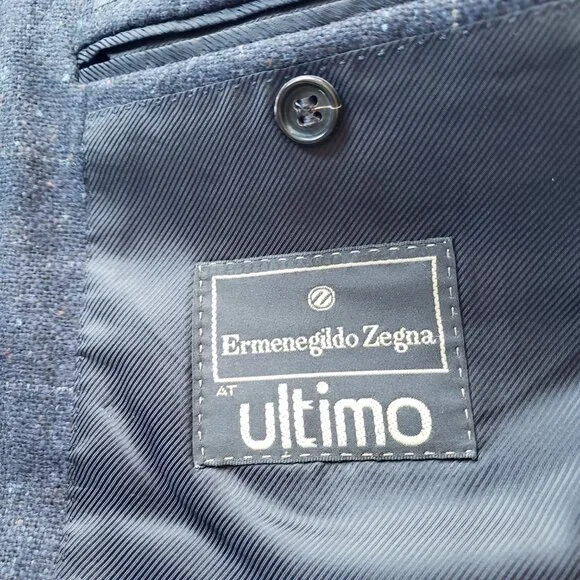 Z
Ermenegildo Zegna
AT
ultimo